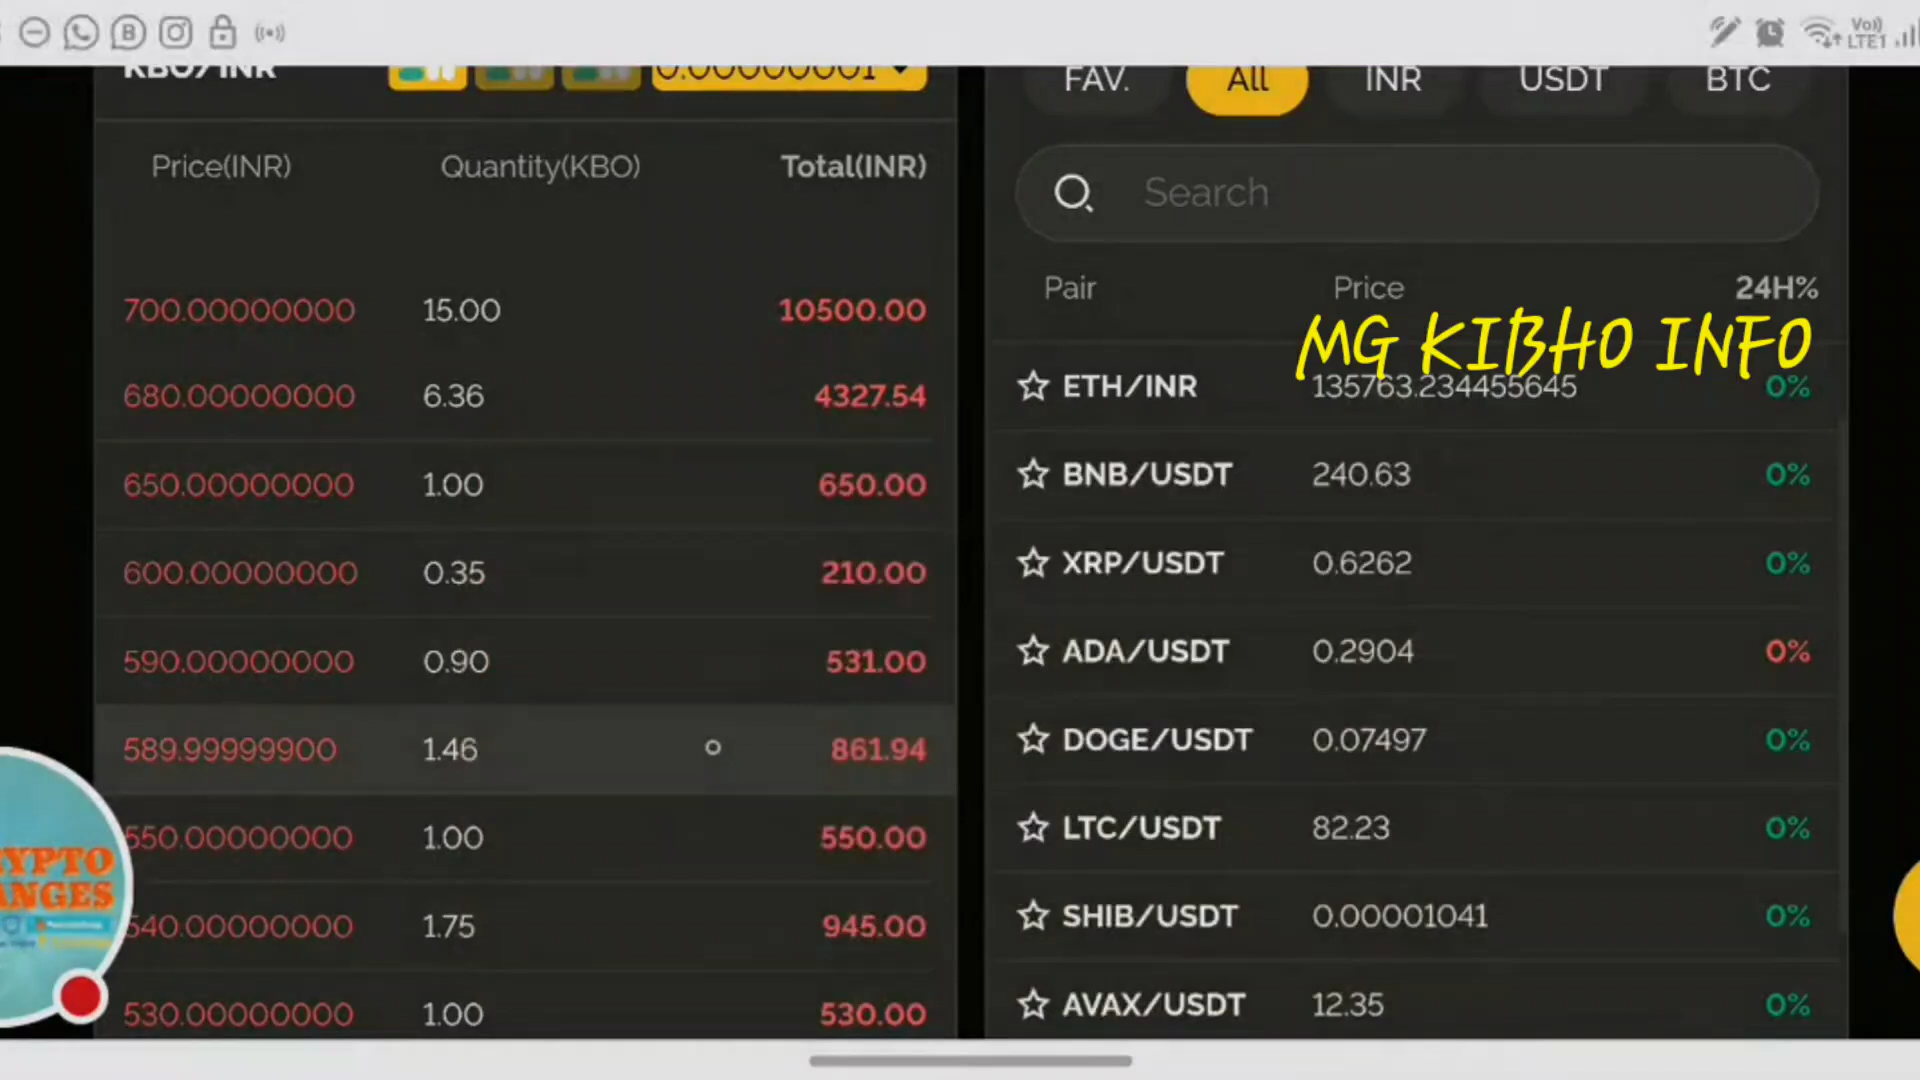 Vo))
LTE1
KBO/INR
0.00000001
FAV. All INR USDT BTC
Price(INR) Quantity(KBO) Total(INR)
Search
Pair Price 24H%
MG KIBHO INFO
700.00000000 15.00 10500.00
680.00000000 6.36 4327.54
650.00000000 1.00 650.00
600.00000000 0.35 210.00
590.00000000 0.90 531.00
589.99999900 1.46 861.94
550.00000000 1.00 550.00
540.00000000 1.75 945.00
530.00000000 1.00 530.00
ETH/INR 135763.234455645 0%
BNB/USDT 240.63 0%
XRP/USDT 0.6262 0%
ADA/USDT 0.2904 0%
DOGE/USDT 0.07497 0%
LTC/USDT 82.23 0%
SHIB/USDT 0.00001041 0%
AVAX/USDT 12.35 0%
RYPTO
ANGES